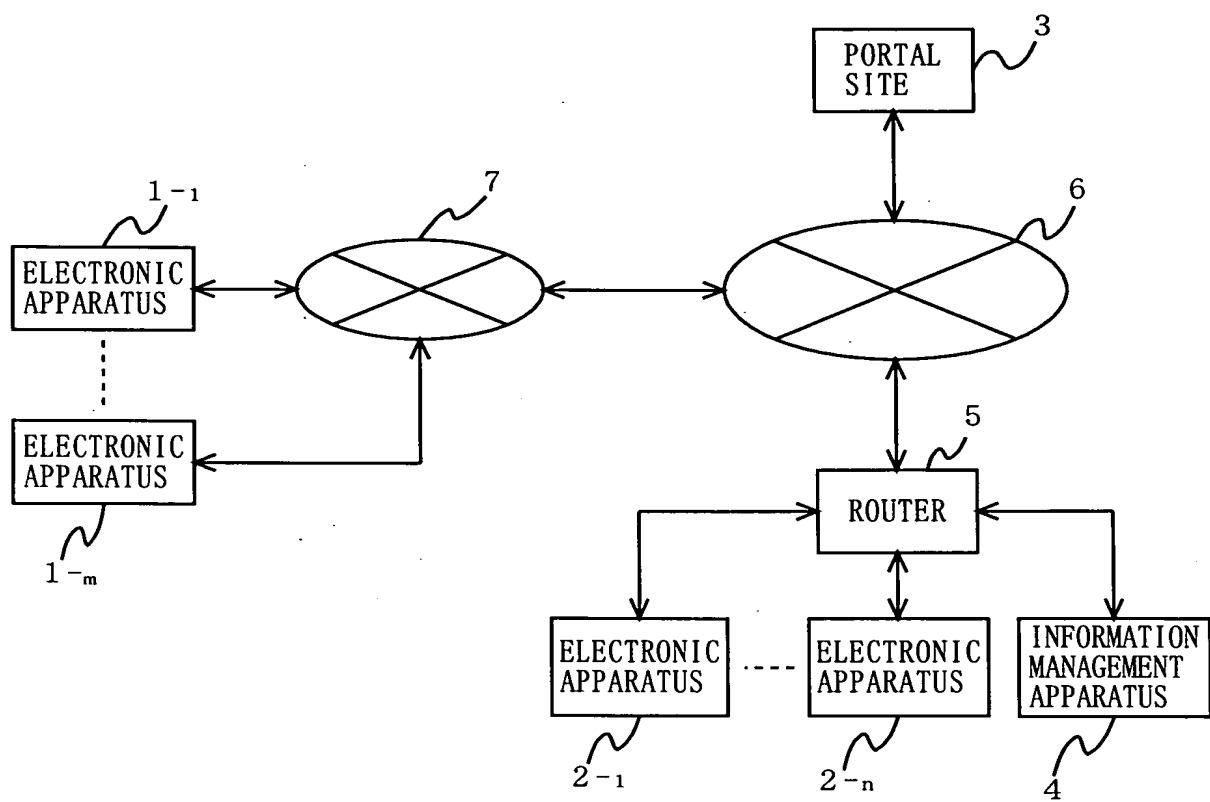 3
PORTAL
SITE
7
6
1-1
ELECTRONIC
APPARATUS
ELECTRONIC
APPARATUS
1-m
5
ROUTER
ELECTRONIC
APPARATUS
ELECTRONIC
APPARATUS
INFORMATION
MANAGEMENT
APPARATUS
2-1
2-n
4